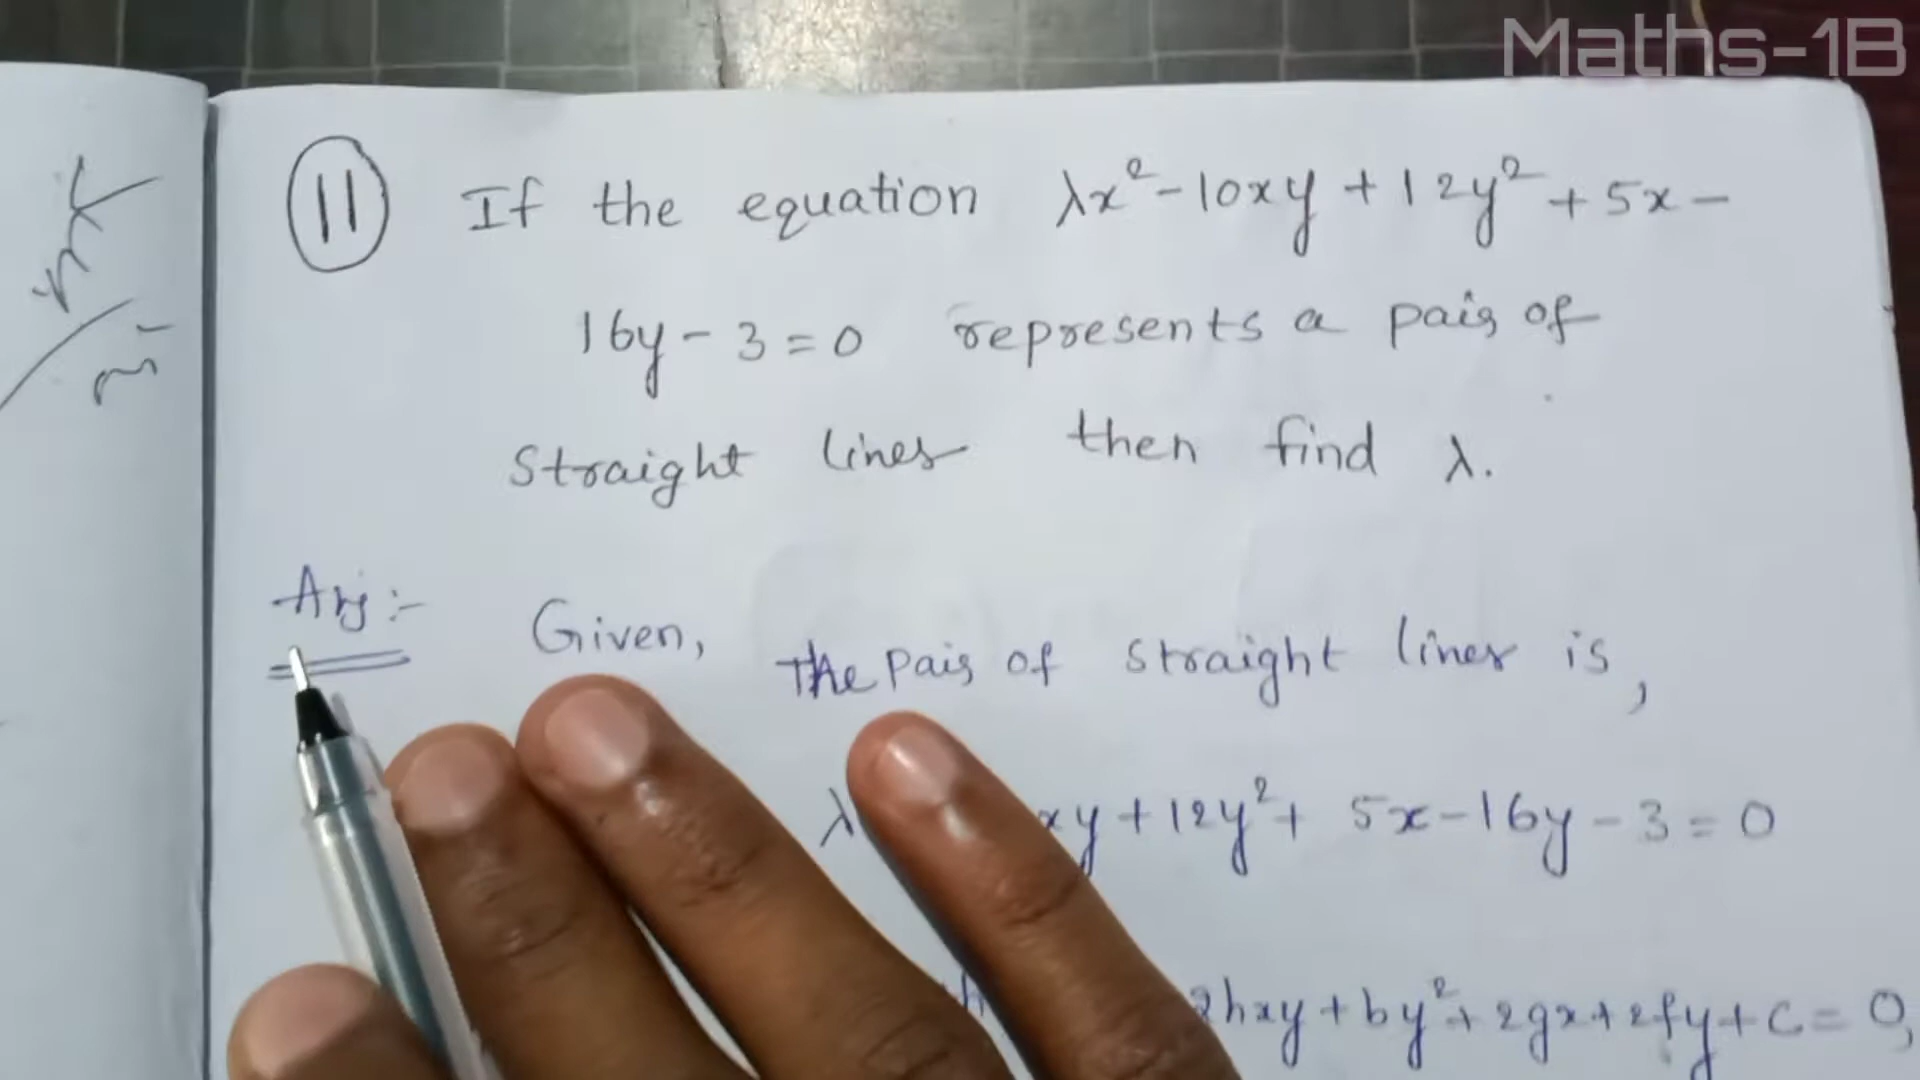 Maths-1B
11 If the equation λx² - 10xy + 12y² + 5x -
16y - 3 = 0 represents a pair of
straight lines then find λ.
Ans:- Given, The pair of straight lines is,
λ xy + 12y² + 5x - 16y - 3 = 0
2hxy + by² + 2gx + 2fy + c = 0,